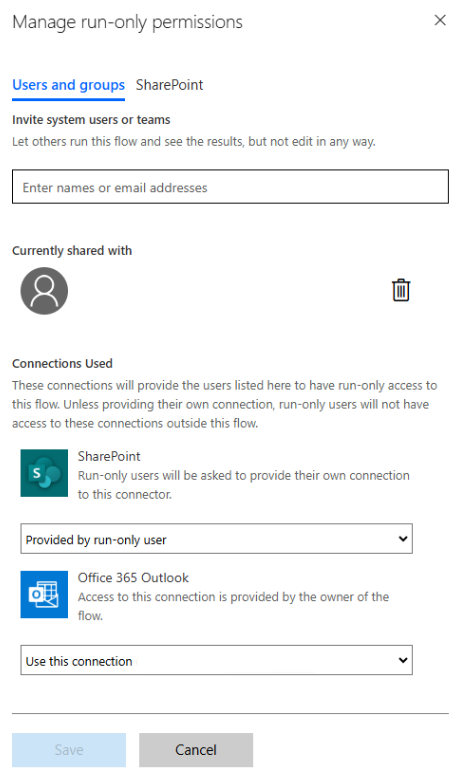 Manage run-only permissions
Users and groups SharePoint
Invite system users or teams
Let others run this flow and see the results, but not edit in any way.
Enter names or email addresses
Currently shared with
Connections Used
These connections will provide the users listed here to have run-only access to
this flow. Unless providing their own connection, run-only users will not have
access to these connections outside this flow.
SharePoint
Run-only users will be asked to provide their own connection
to this connector.
Provided by run-only user
Office 365 Outlook
Access to this connection is provided by the owner of the
flow.
Use this connection
Save Cancel